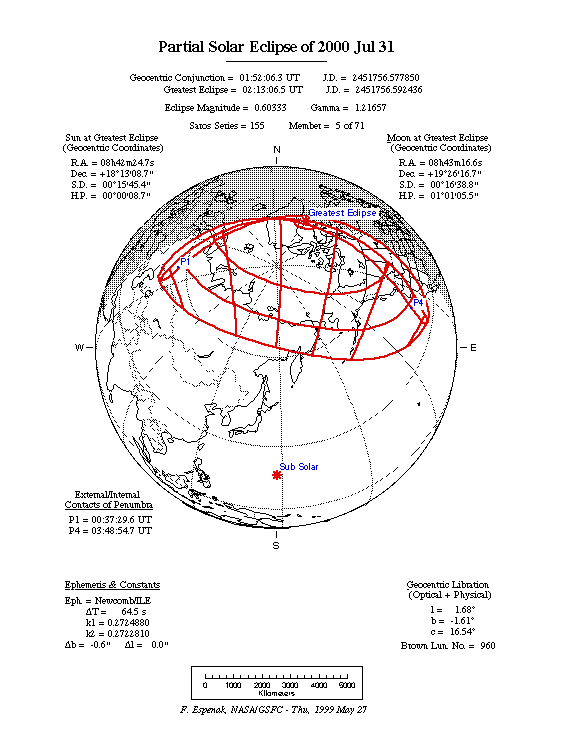 Partial Solar Eclipse of 2000 Jul 31
Geocentric Conjunction = 01:52:06.3 UT J.D. = 2451756.577850
Greatest Eclipse = 02:13:06.5 UT J.D. = 2451756.592436
Eclipse Magnitude = 0.60333 Gamma = 1.21657
Saros Series = 155 Member = 5 of 71
Sun at Greatest Eclipse
(Geocentric Coordinates)
R.A. = 08h42m24.7s
Dec. = +18°13'08.7"
S.D. = 00°15'45.4"
H.P. = 00°00'08.7"
Moon at Greatest Eclipse
(Geocentric Coordinates)
R.A. = 08h43m16.6s
Dec. = +19°26'16.7"
S.D. = 00°16'38.8"
H.P. = 01°01'05.5"
N
Greatest Eclipse
P1
P4
W
E
Sub Solar
S
External/Internal
Contacts of Penumbra
P1 = 00:37:29.6 UT
P4 = 03:48:54.7 UT
Ephemeris & Constants
Eph. = Newcomb/ILE
ΔT = 64.5 s
k1 = 0.2724880
k2 = 0.2722810
Δb = -0.6" Δl = 0.0"
Geocentric Libration
(Optical + Physical)
l = 1.68°
b = -1.61°
c = 16.54°
Brown Lun. No. = 960
0 1000 2000 3000 4000 5000
Kilometers
F. Espenak, NASA/GSFC - Thu, 1999 May 27